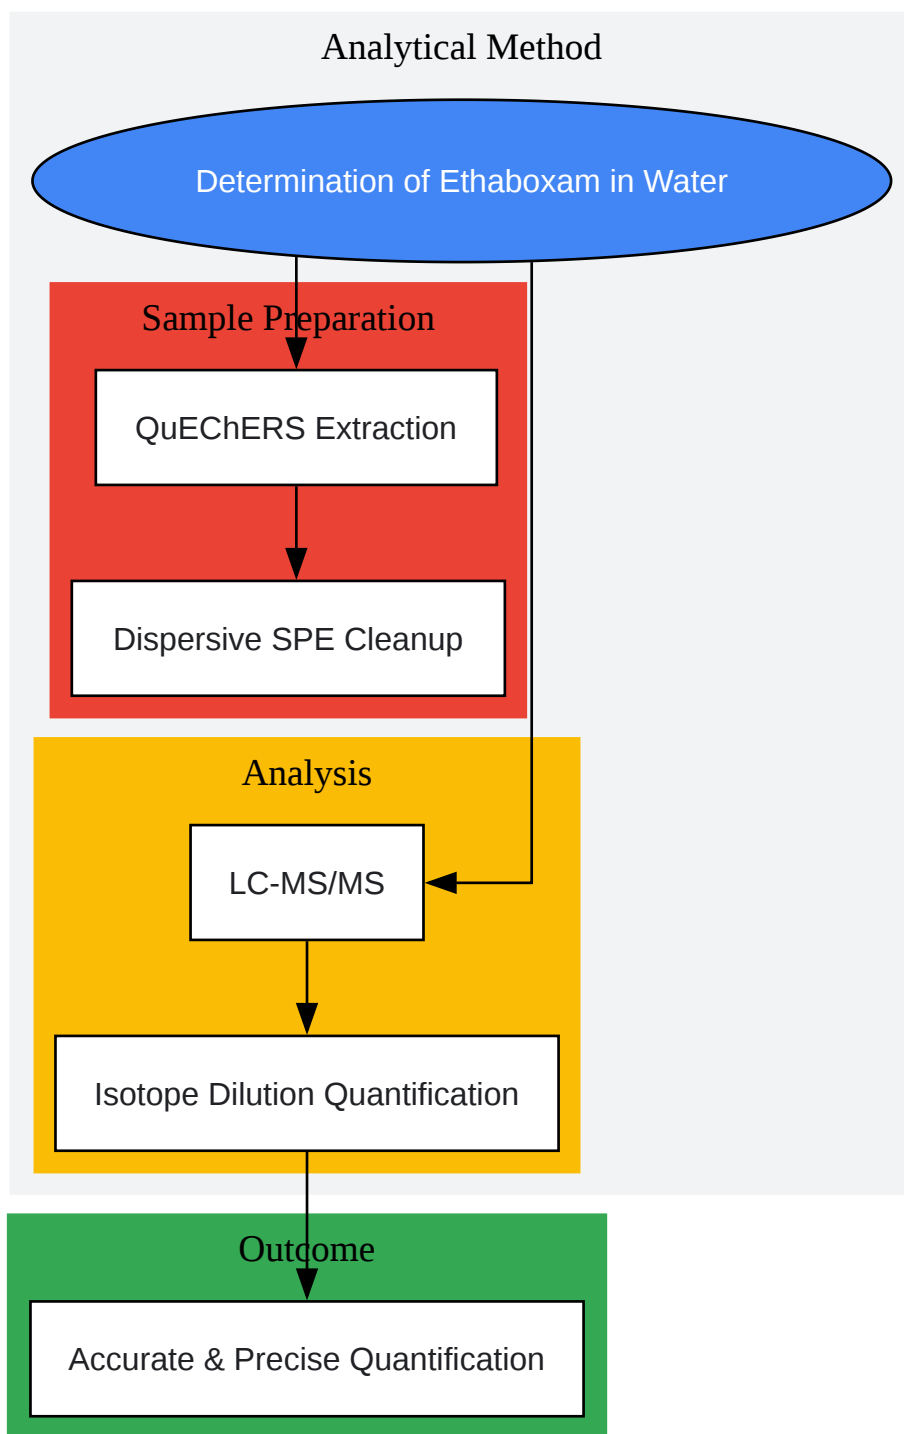 Analytical Method
Determination of Ethaboxam in Water
Sample Preparation
QuEChERS Extraction
Dispersive SPE Cleanup
Analysis
LC-MS/MS
Isotope Dilution Quantification
Outcome
Accurate & Precise Quantification